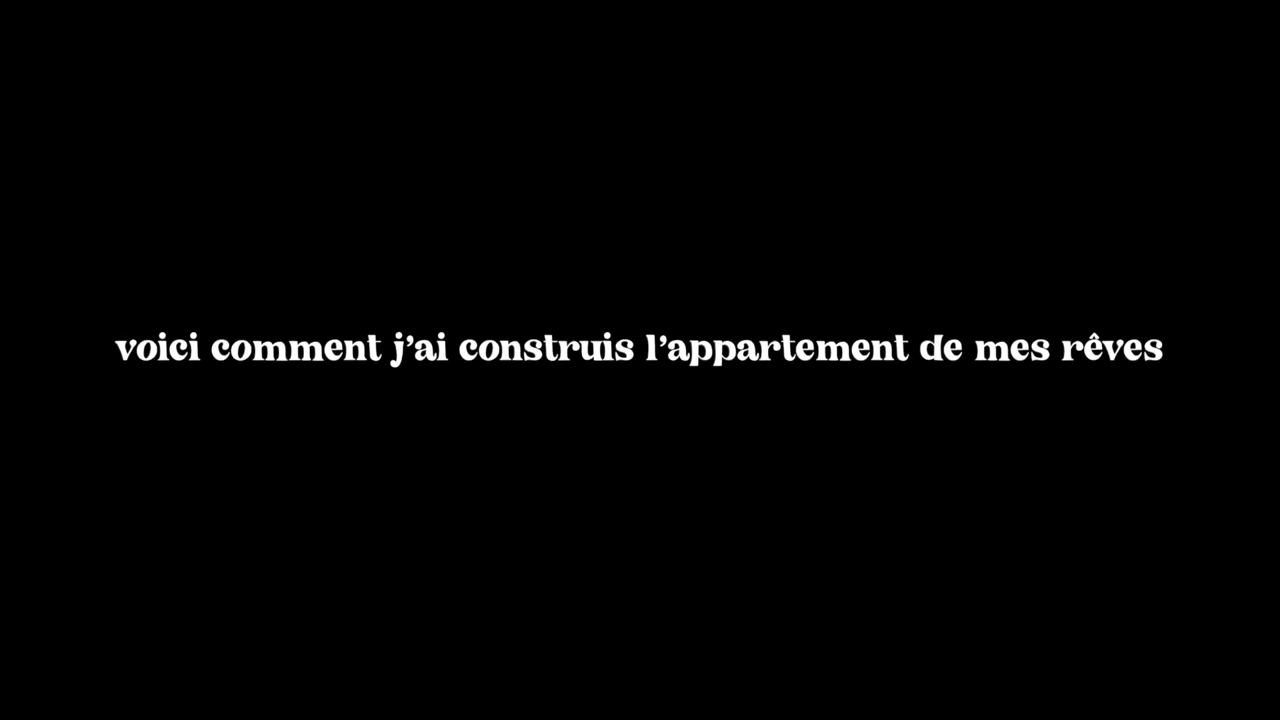 voici comment j’ai construis l’appartement de mes rêves